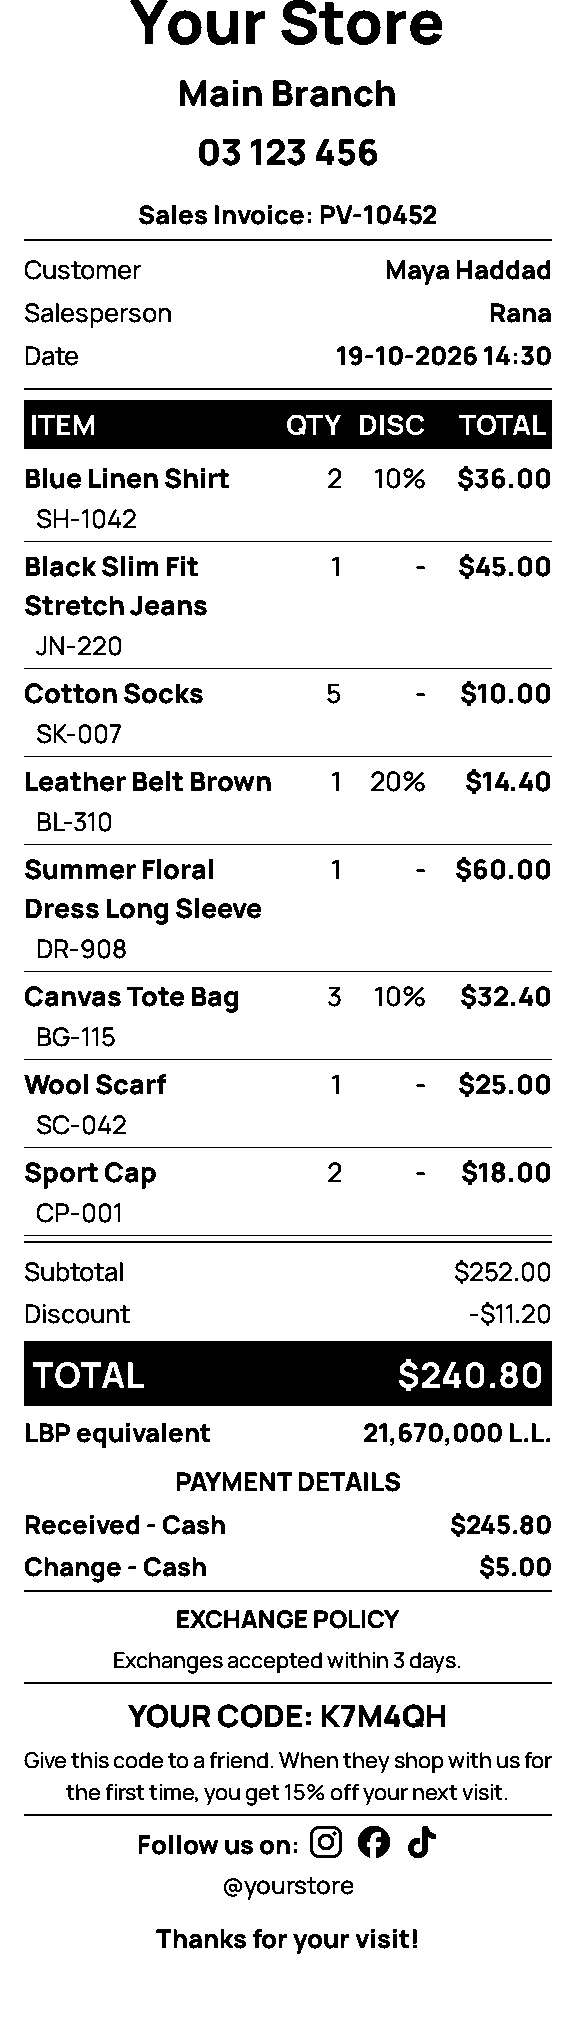 Your Store
Main Branch
03 123 456
Sales Invoice: PV-10452
Customer Maya Haddad
Salesperson Rana
Date 19-10-2026 14:30
ITEM QTY DISC TOTAL
Blue Linen Shirt 2 10% $36.00
SH-1042
Black Slim Fit 1 - $45.00
Stretch Jeans
JN-220
Cotton Socks 5 - $10.00
SK-007
Leather Belt Brown 1 20% $14.40
BL-310
Summer Floral 1 - $60.00
Dress Long Sleeve
DR-908
Canvas Tote Bag 3 10% $32.40
BG-115
Wool Scarf 1 - $25.00
SC-042
Sport Cap 2 - $18.00
CP-001
Subtotal $252.00
Discount -$11.20
TOTAL $240.80
LBP equivalent 21,670,000 L.L.
PAYMENT DETAILS
Received - Cash $245.80
Change - Cash $5.00
EXCHANGE POLICY
Exchanges accepted within 3 days.
YOUR CODE: K7M4QH
Give this code to a friend. When they shop with us for
the first time, you get 15% off your next visit.
Follow us on:
@yourstore
Thanks for your visit!